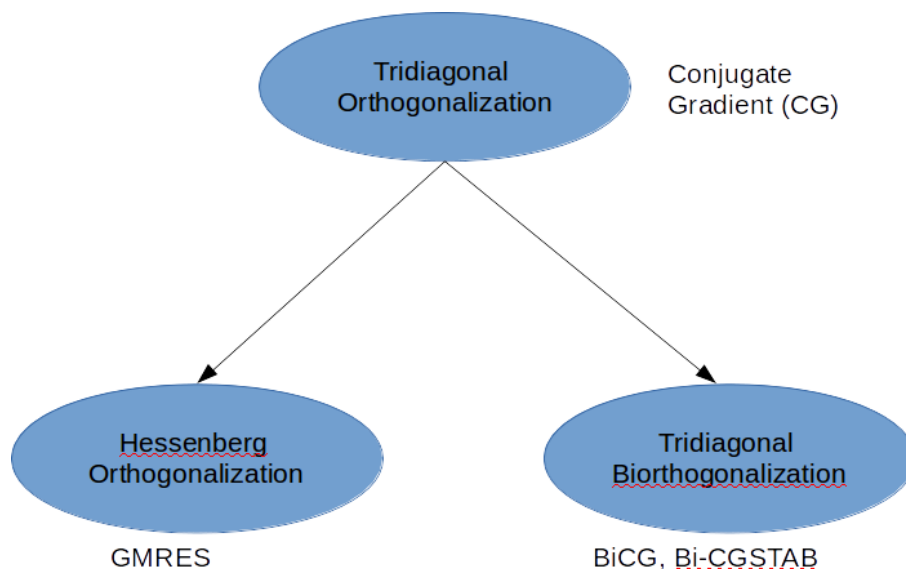 Tridiagonal
Orthogonalization
Conjugate
Gradient (CG)
Hessenberg
Orthogonalization
Tridiagonal
Biorthogonalization
GMRES
BiCG, Bi-CGSTAB